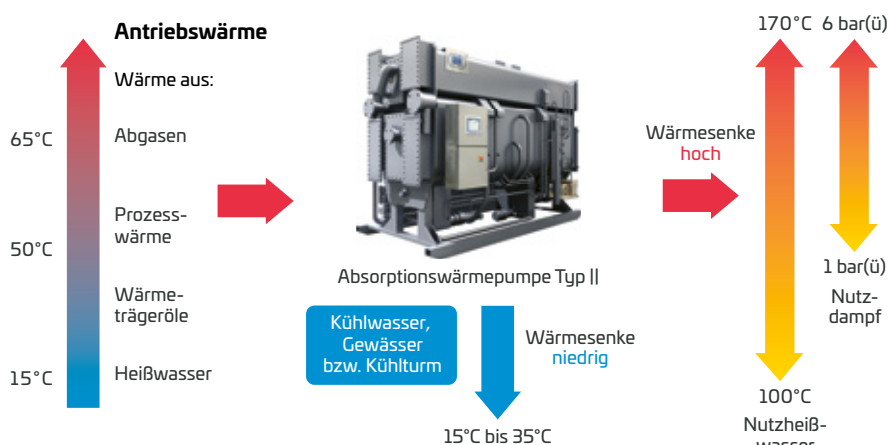 Antriebswärme
Wärme aus:
65°C
Abgasen
50°C
Prozess-
wärme
Wärme-
trägeröle
15°C
Heißwasser
Absorptionswärmepumpe Typ II
Kühlwasser,
Gewässer
bzw. Kühlturm
Wärmesenke
niedrig
15°C bis 35°C
Wärmesenke
hoch
170°C
6 bar(ü)
1 bar(ü)
Nutz-
dampf
100°C
Nutzheiß-
wasser